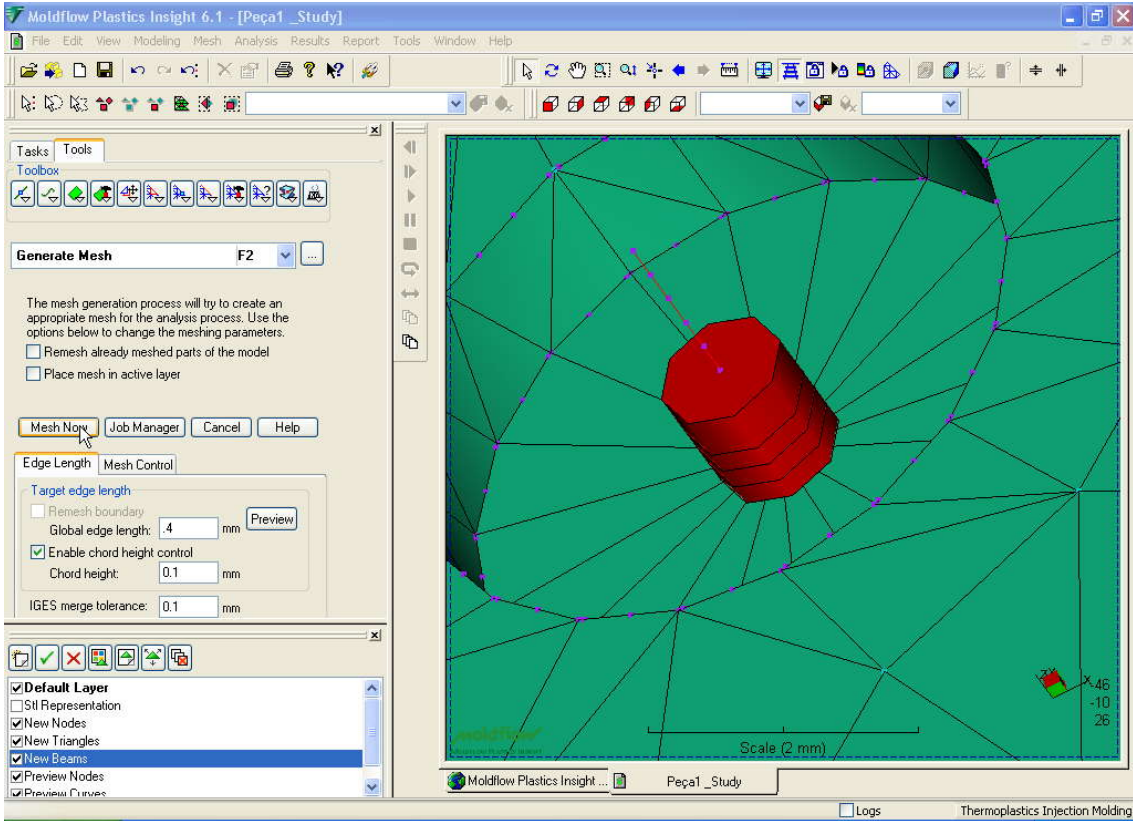 Moldflow Plastics Insight 6.1 - [Peça1 _Study]
File Edit View Modeling Mesh Analysis Results Report Tools Window Help
Tasks Tools
Toolbox
Generate Mesh F2 ...
The mesh generation process will try to create an
appropriate mesh for the analysis process. Use the
options below to change the meshing parameters.
Remesh already meshed parts of the model
Place mesh in active layer
Mesh Now Job Manager Cancel Help
Edge Length Mesh Control
Target edge length
Remesh boundary
Global edge length: .4 mm Preview
Enable chord height control
Chord height: 0.1 mm
IGES merge tolerance: 0.1 mm
Default Layer
Stl Representation
New Nodes
New Triangles
New Beams
Preview Nodes
Preview Curves
moldflow
Scale (2 mm)
ZY X
-46
-10
26
Moldflow Plastics Insight ... Peça1 _Study
Logs Thermoplastics Injection Molding